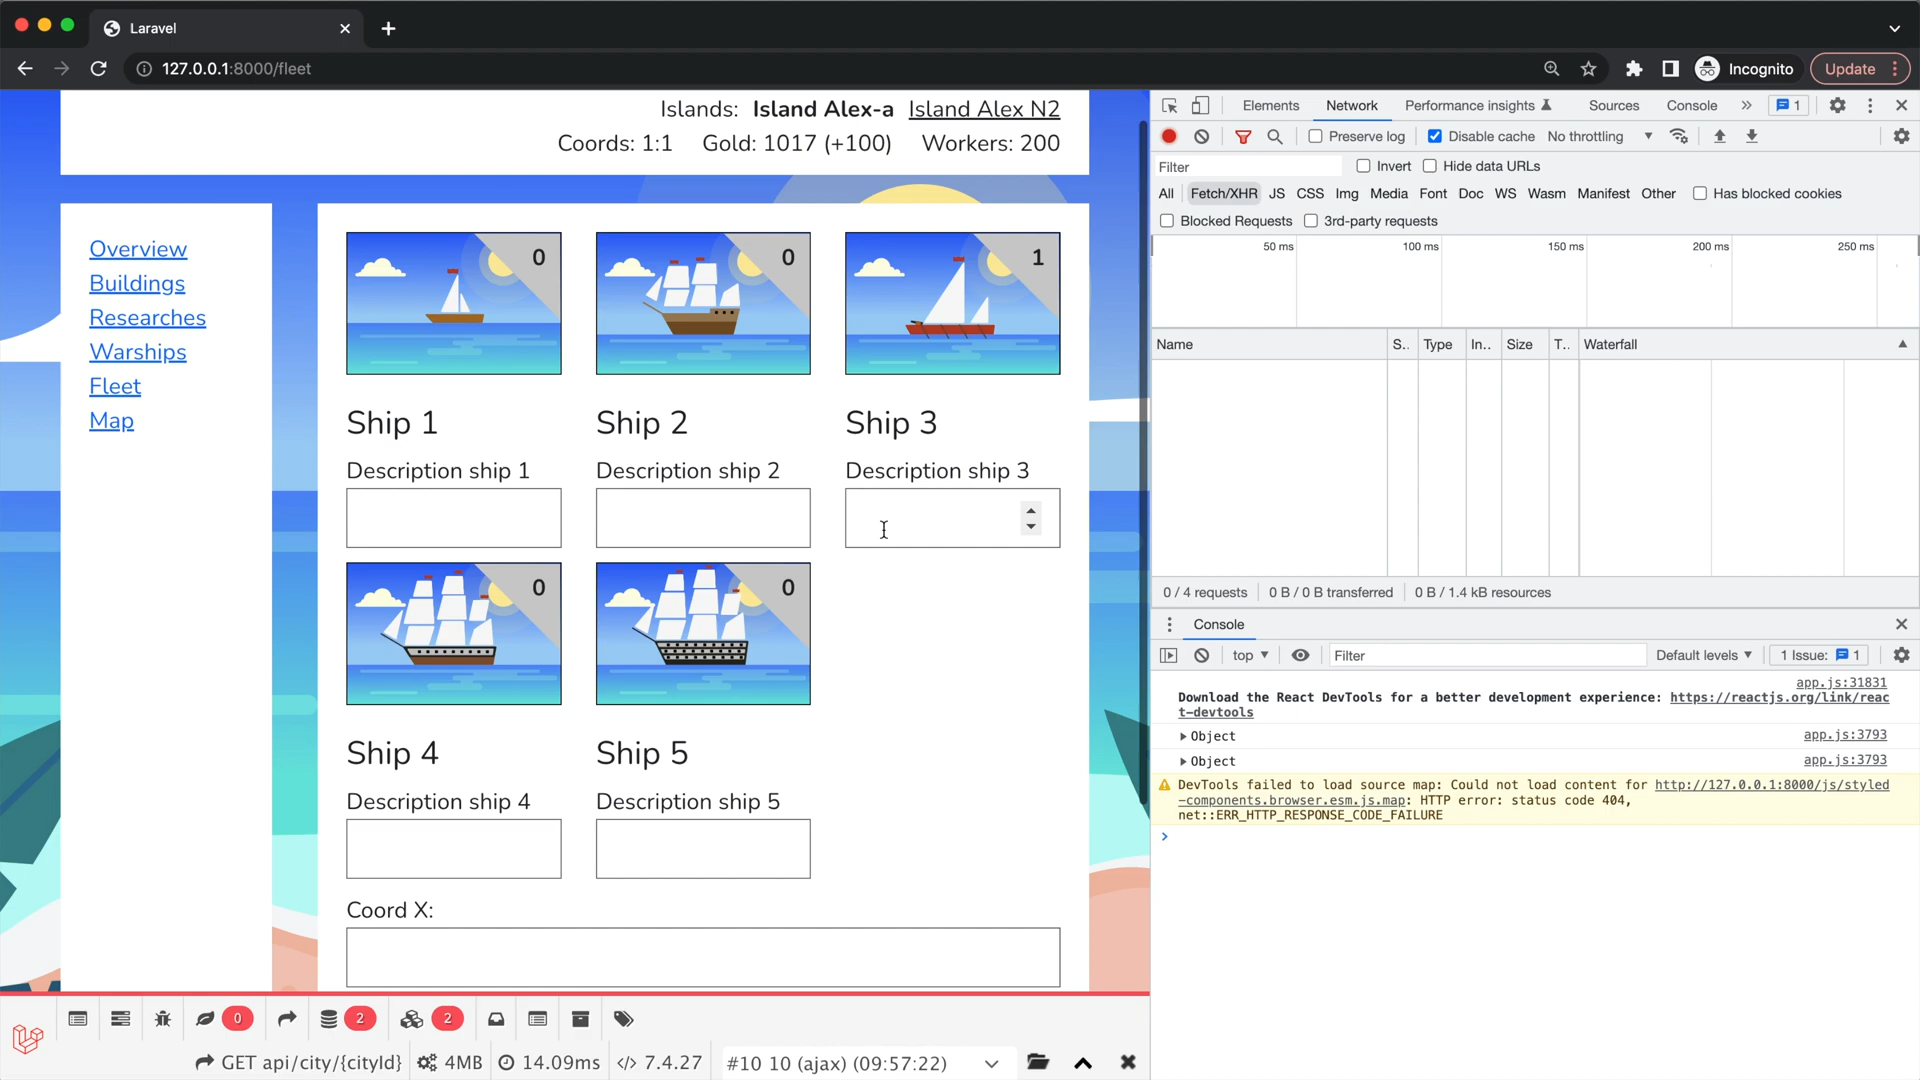 Laravel
127.0.0.1:8000/fleet
Incognito
Update
Islands: Island Alex-a Island Alex N2
Coords: 1:1 Gold: 1017 (+100) Workers: 200
Overview
Buildings
Researches
Warships
Fleet
Map
0
0
1
Ship 1
Ship 2
Ship 3
Description ship 1
Description ship 2
Description ship 3
0
0
Ship 4
Ship 5
Description ship 4
Description ship 5
Coord X:
0
2
2
GET api/city/{cityId}
4MB
14.09ms
7.4.27
#10 10 (ajax) (09:57:22)
Elements Network Performance insights Sources Console » 1
Preserve log Disable cache No throttling
Filter Invert Hide data URLs
All Fetch/XHR JS CSS Img Media Font Doc WS Wasm Manifest Other Has blocked cookies
Blocked Requests 3rd-party requests
50 ms 100 ms 150 ms 200 ms 250 ms
Name S.. Type In.. Size T.. Waterfall
0 / 4 requests 0 B / 0 B transferred 0 B / 1.4 kB resources
Console
top Filter Default levels 1 Issue: 1
app.js:31831
Download the React DevTools for a better development experience: https://reactjs.org/link/reac
t-devtools
Object app.js:3793
Object app.js:3793
DevTools failed to load source map: Could not load content for http://127.0.0.1:8000/js/styled
-components.browser.esm.js.map: HTTP error: status code 404,
net::ERR_HTTP_RESPONSE_CODE_FAILURE